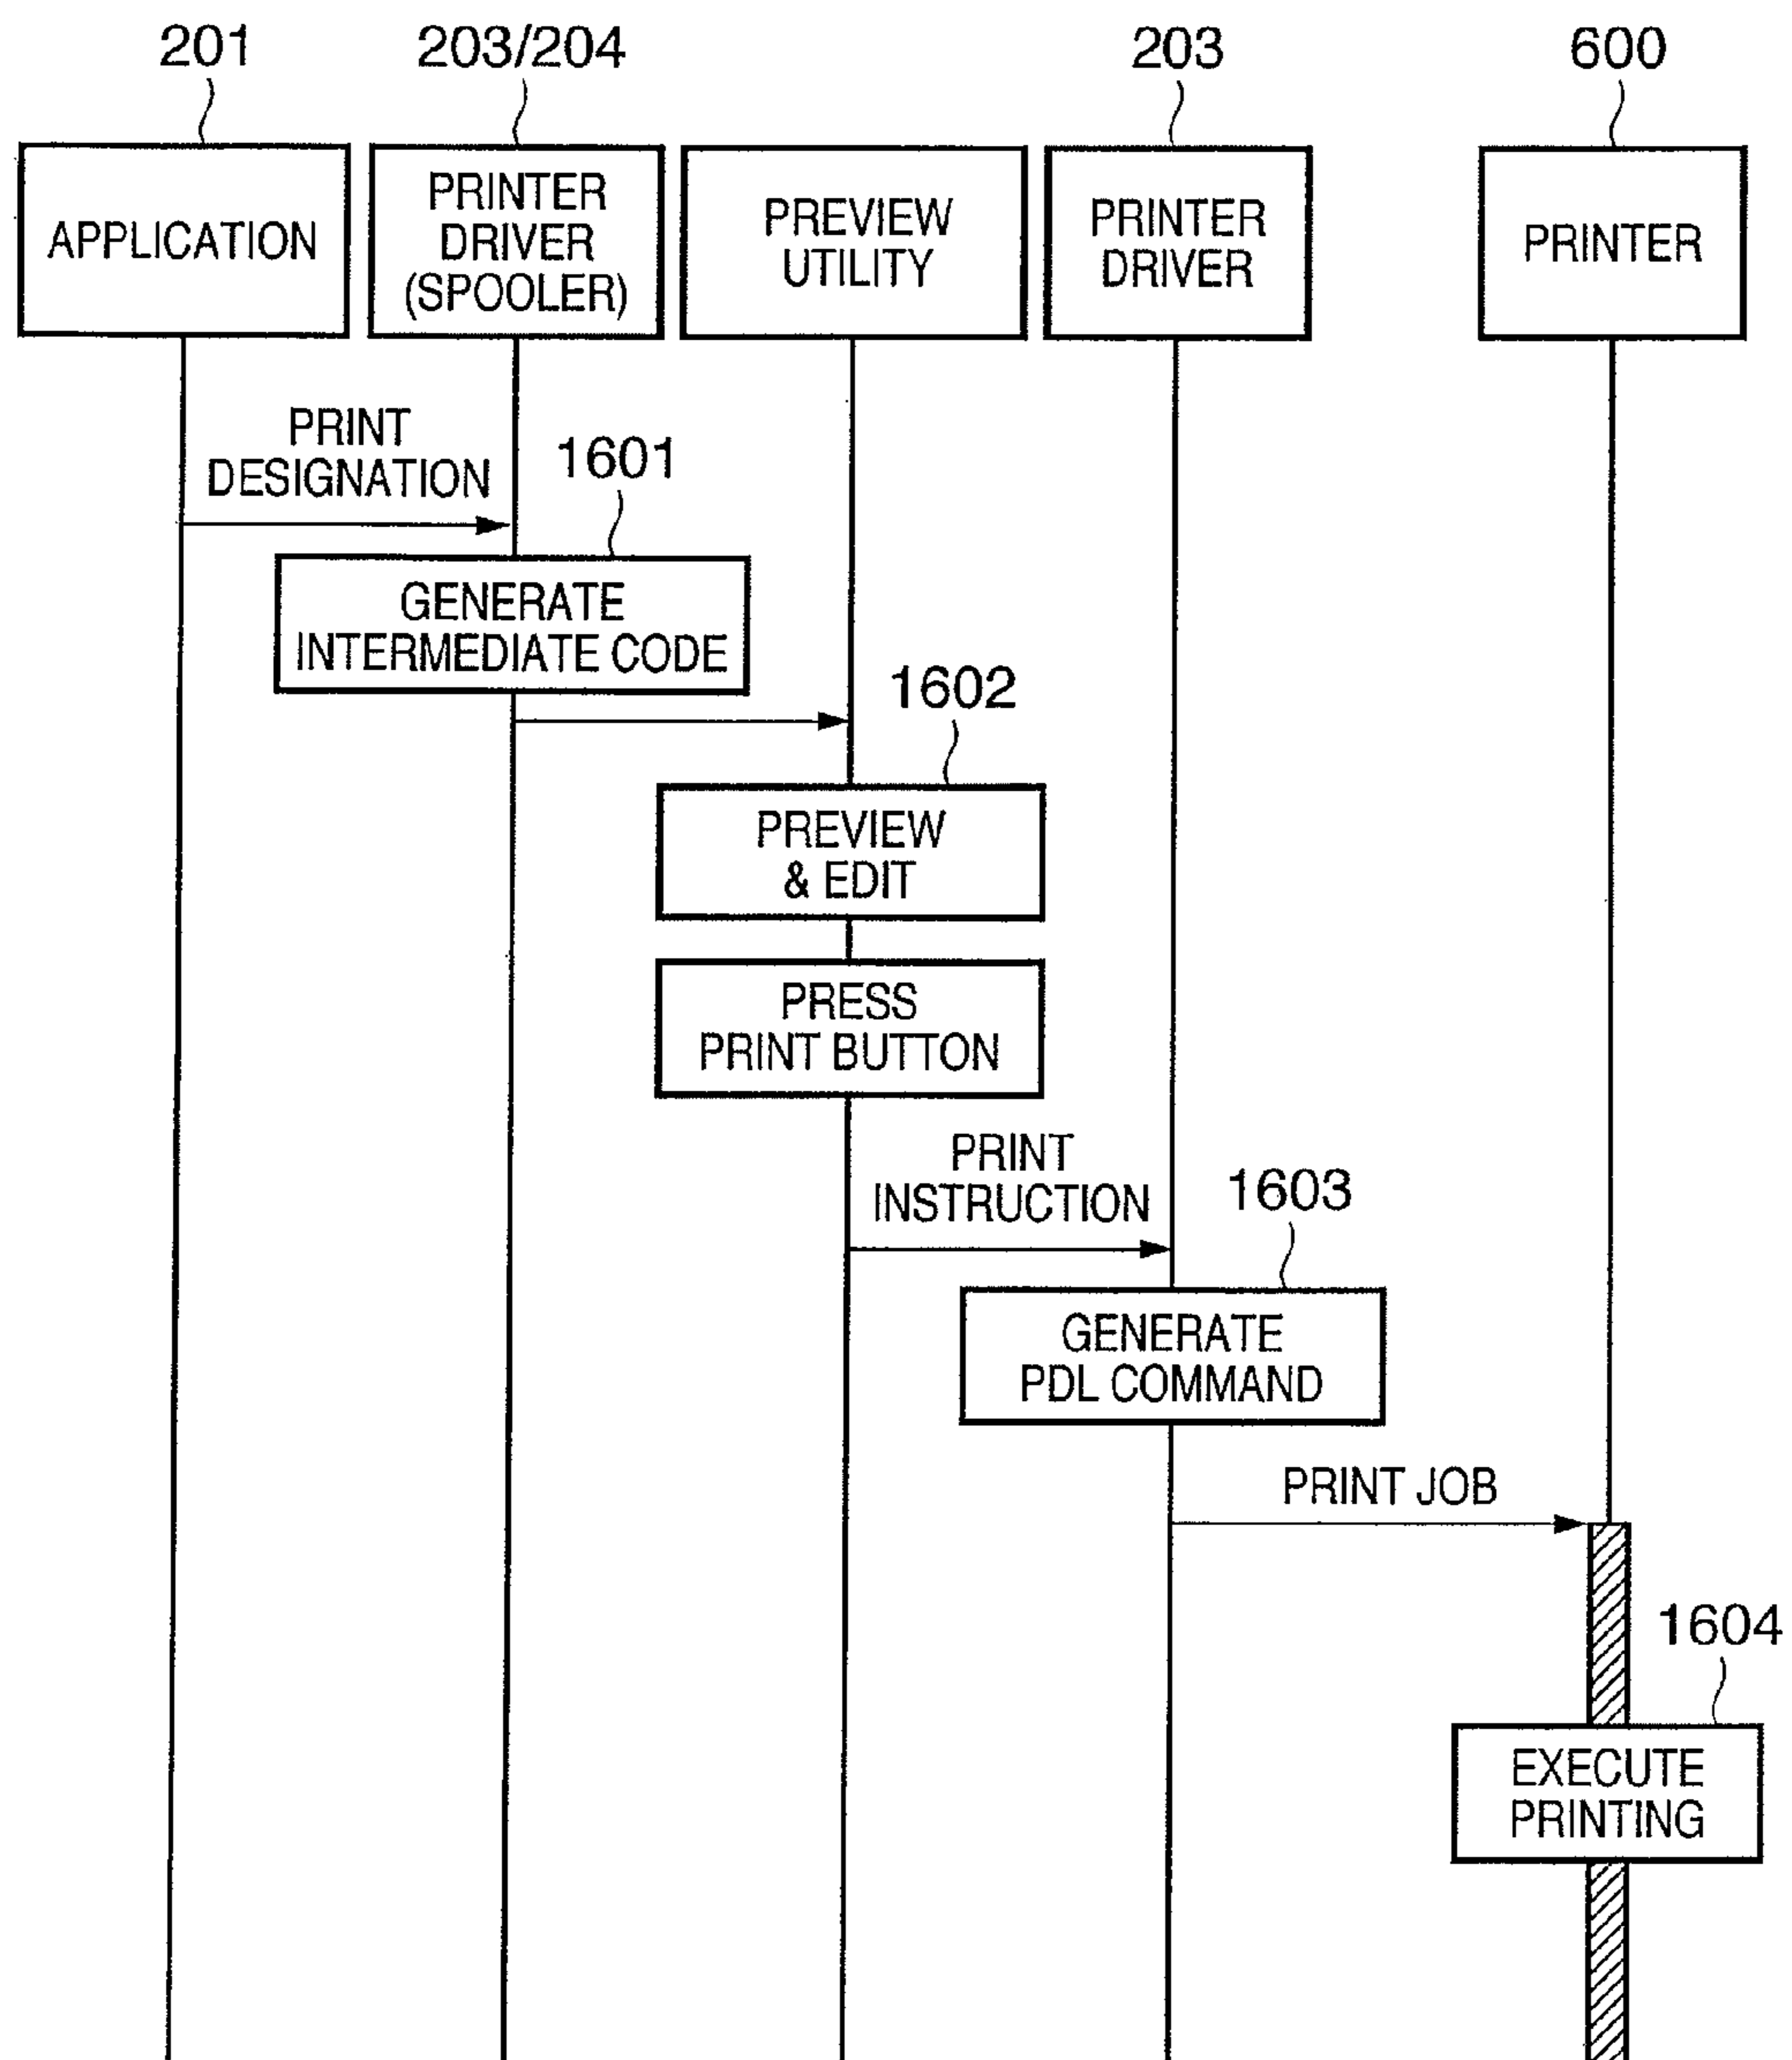 201
203/204
203
600
APPLICATION
PRINTER
DRIVER
(SPOOLER)
PREVIEW
UTILITY
PRINTER
DRIVER
PRINTER
PRINT
DESIGNATION
1601
GENERATE
INTERMEDIATE CODE
1602
PREVIEW
& EDIT
PRESS
PRINT BUTTON
PRINT
INSTRUCTION
1603
GENERATE
PDL COMMAND
PRINT JOB
1604
EXECUTE
PRINTING